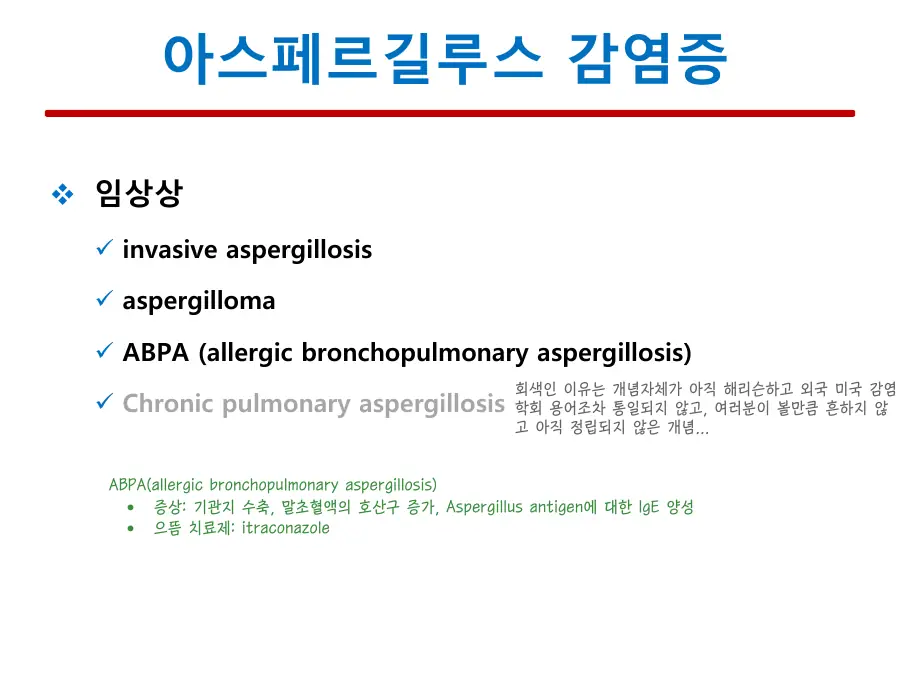 아스페르길루스 감염증
임상상
invasive aspergillosis
aspergilloma
ABPA (allergic bronchopulmonary aspergillosis)
Chronic pulmonary aspergillosis
회색인 이유는 개념자체가 아직 해리슨하고 외국 미국 감염
학회 용어조차 통일되지 않고, 여러분이 볼만큼 흔하지 않
고 아직 정립되지 않은 개념...
ABPA(allergic bronchopulmonary aspergillosis)
• 증상: 기관지 수축, 말초혈액의 호산구 증가, Aspergillus antigen에 대한 IgE 양성
• 으뜸 치료제: itraconazole